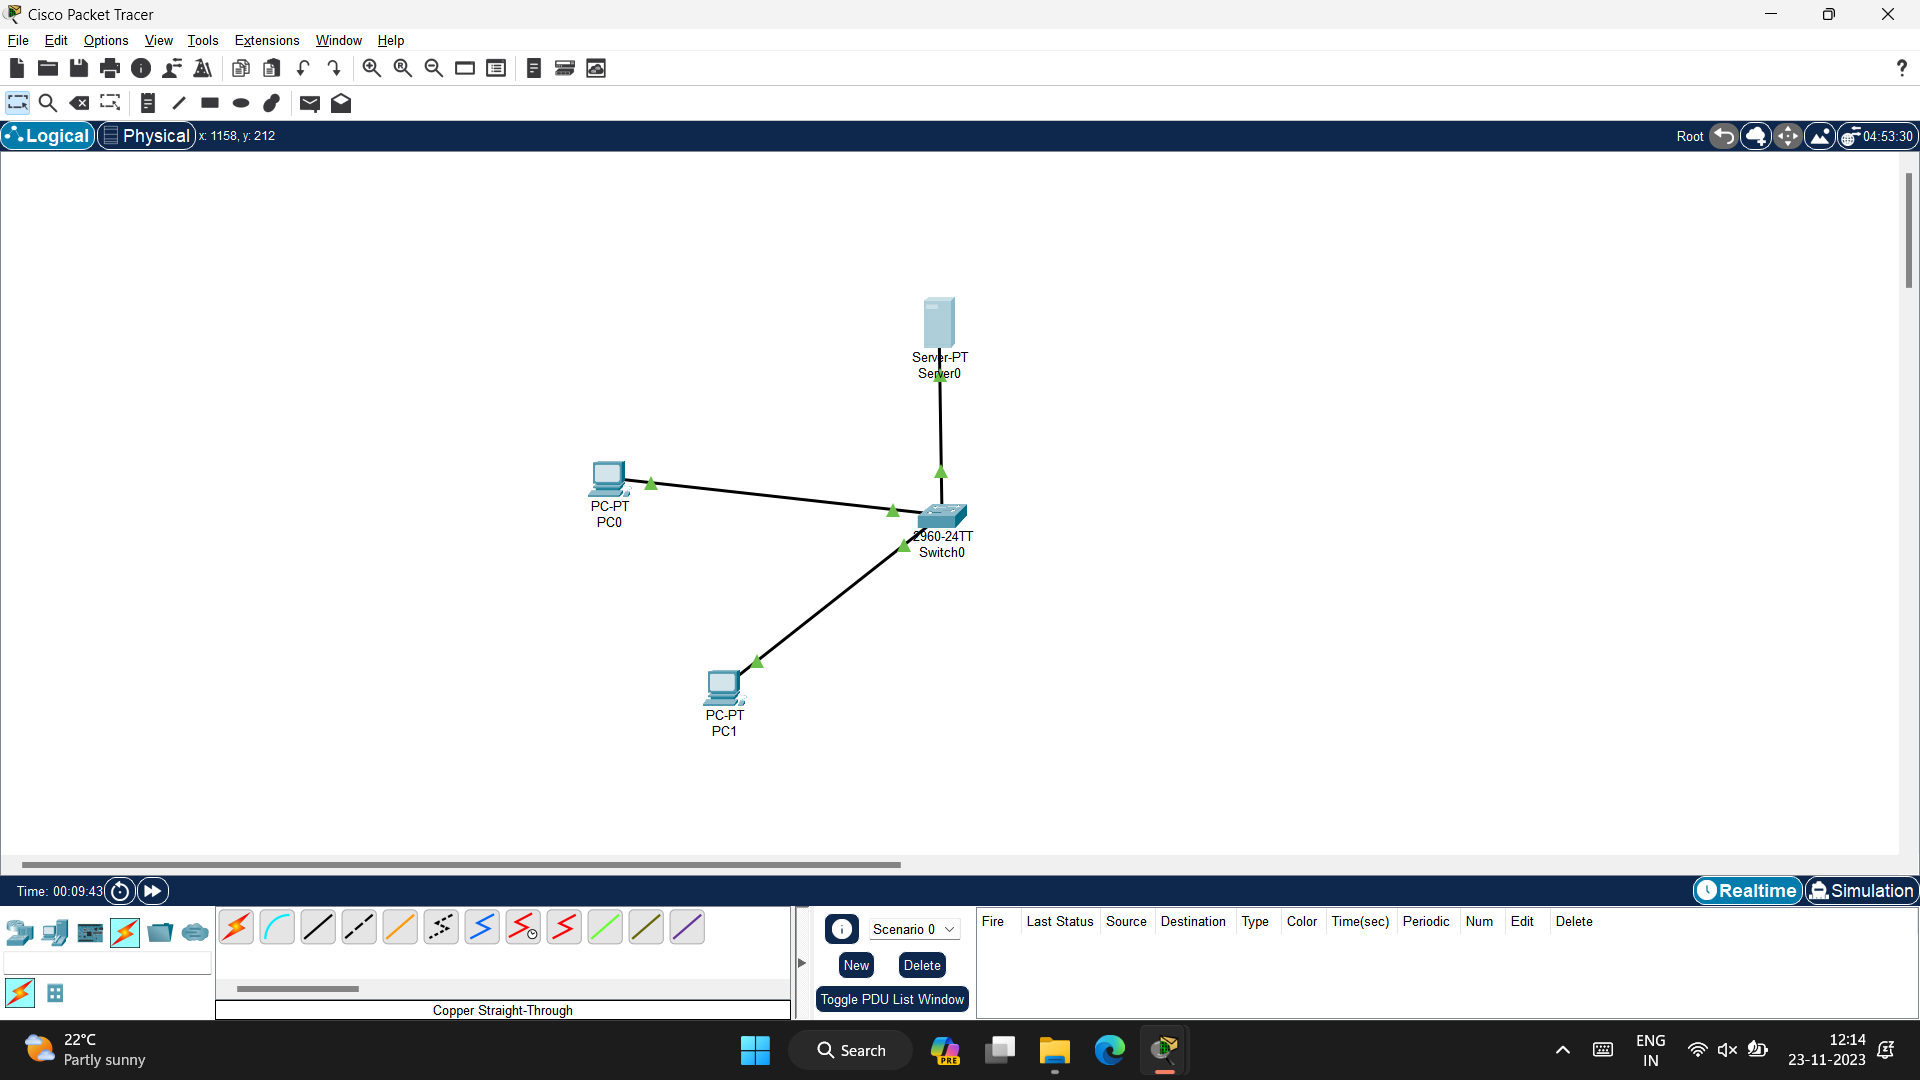 Cisco Packet Tracer
File Edit Options View Tools Extensions Window Help
?
Logical Physical x: 1158, y: 212 Root 04:53:30
Server-PT
Server0
PC-PT
PC0
2960-24TT
Switch0
PC-PT
PC1
Time: 00:09:43 Realtime Simulation
Scenario 0
New Delete
Toggle PDU List Window
Fire Last Status Source Destination Type Color Time(sec) Periodic Num Edit Delete
Copper Straight-Through
22°C
Partly sunny
Search
PRE
ENG
IN
12:14
23-11-2023